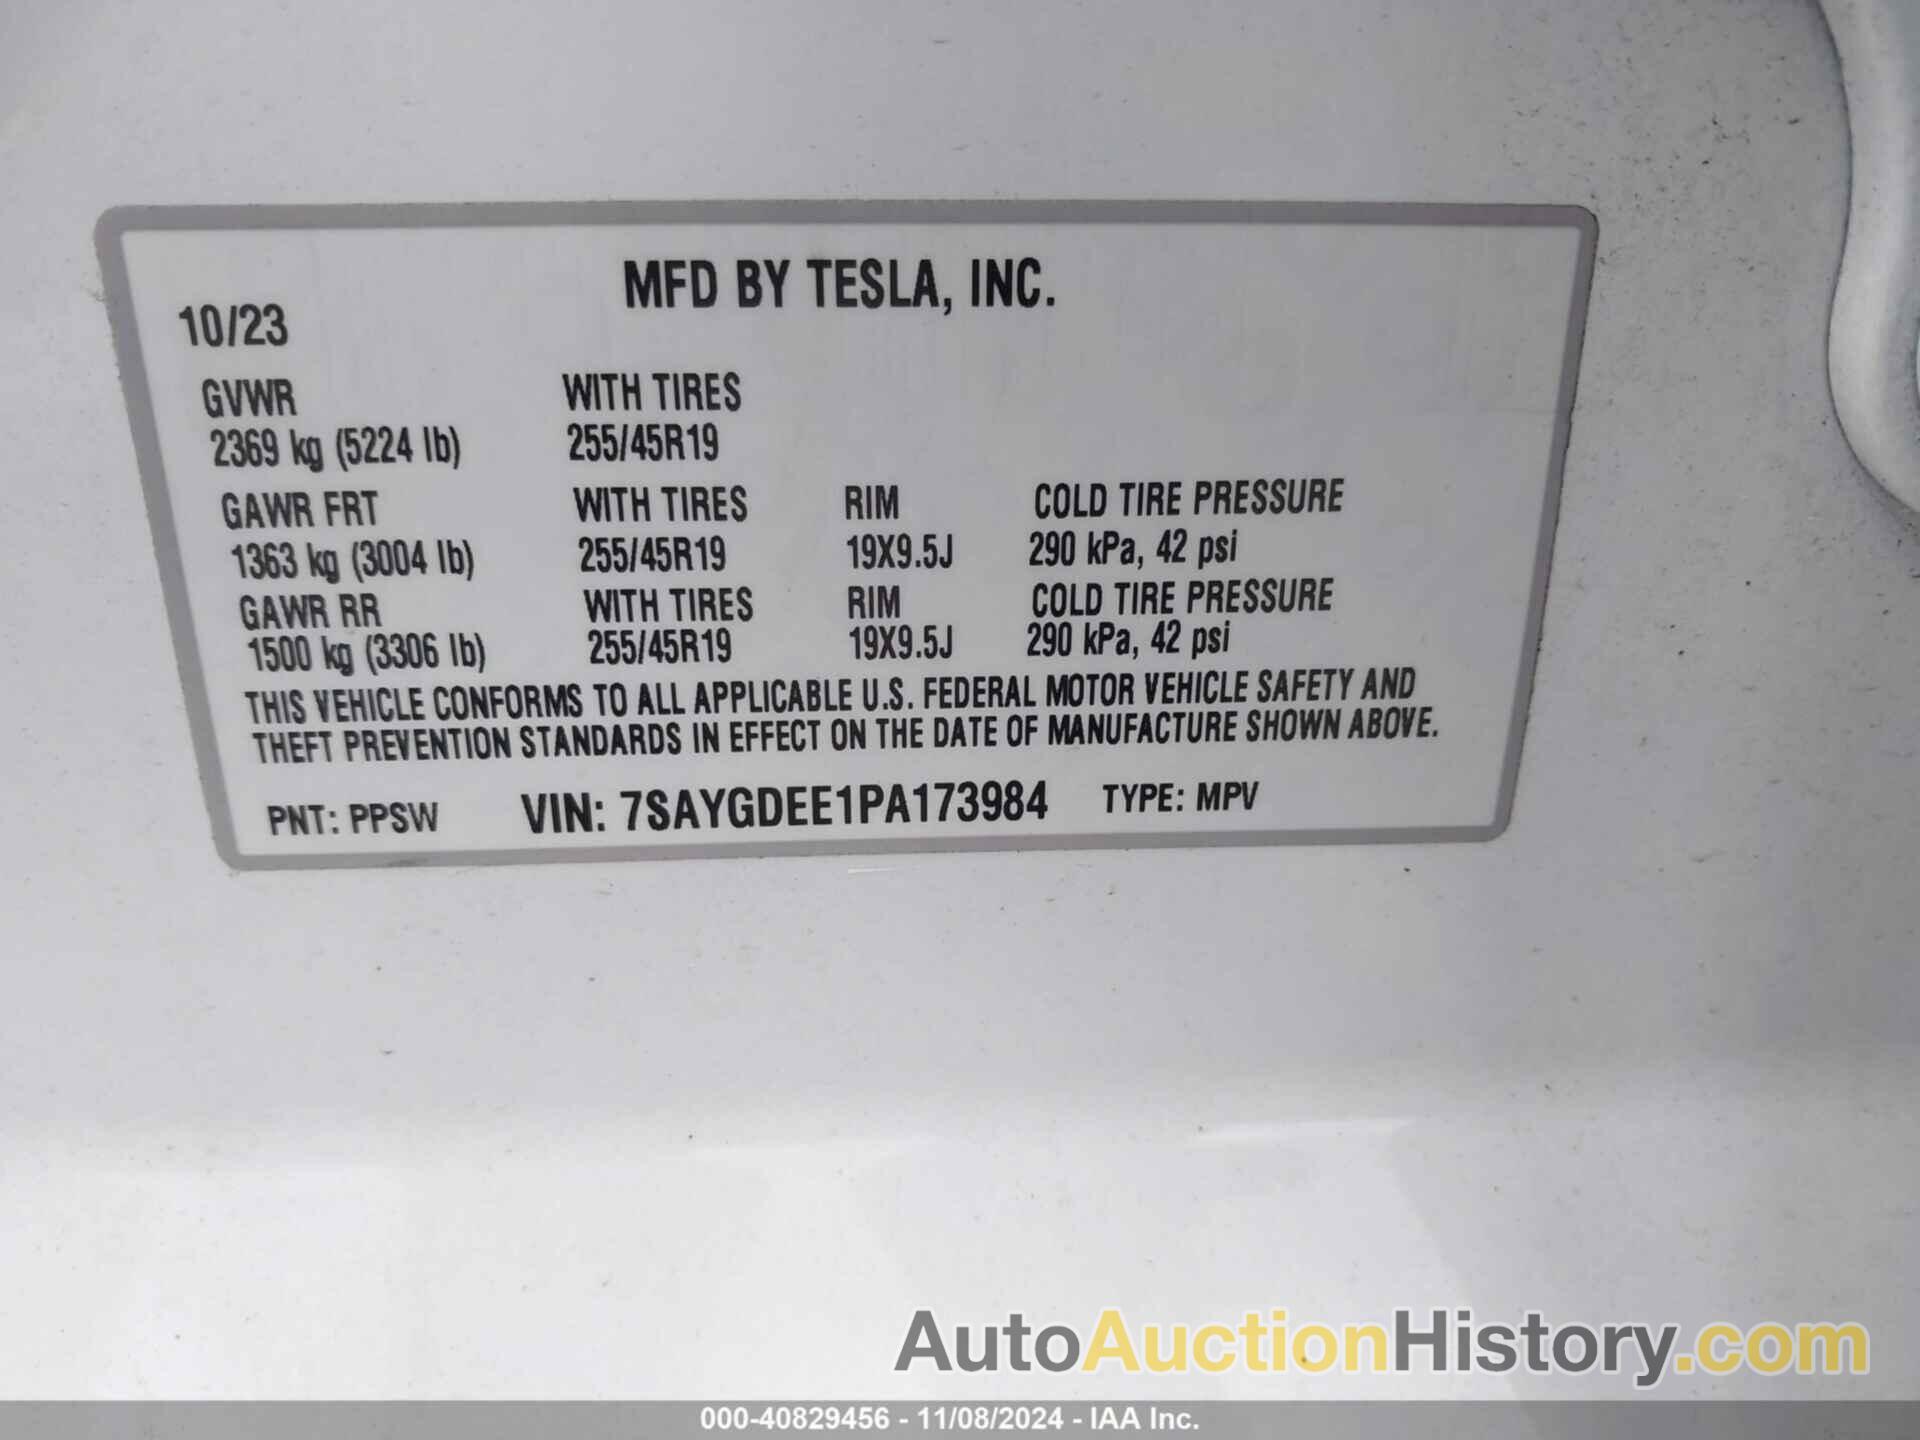 MFD BY TESLA, INC.
10/23
GVWR WITH TIRES
2369 kg (5224 lb) 255/45R19
GAWR FRT WITH TIRES RIM COLD TIRE PRESSURE
1363 kg (3004 lb) 255/45R19 19X9.5J 290 kPa, 42 psi
GAWR RR WITH TIRES RIM COLD TIRE PRESSURE
1500 kg (3306 lb) 255/45R19 19X9.5J 290 kPa, 42 psi
THIS VEHICLE CONFORMS TO ALL APPLICABLE U.S. FEDERAL MOTOR VEHICLE SAFETY AND
THEFT PREVENTION STANDARDS IN EFFECT ON THE DATE OF MANUFACTURE SHOWN ABOVE.
PNT: PPSW VIN: 7SAYGDEE1PA173984 TYPE: MPV
AutoAuctionHistory.com
000-40829456 - 11/08/2024 - IAA Inc.